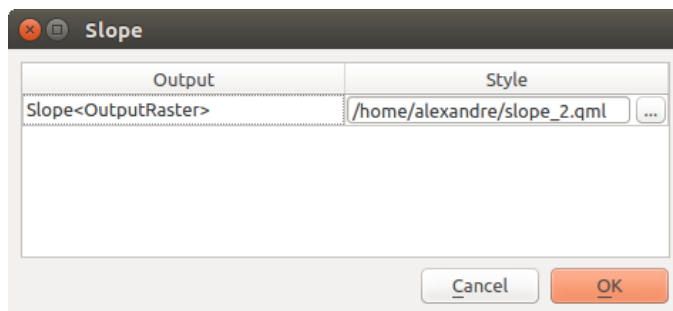 Slope
Output Style
Slope<OutputRaster> /home/alexandre/slope_2.qml ...
Cancel OK